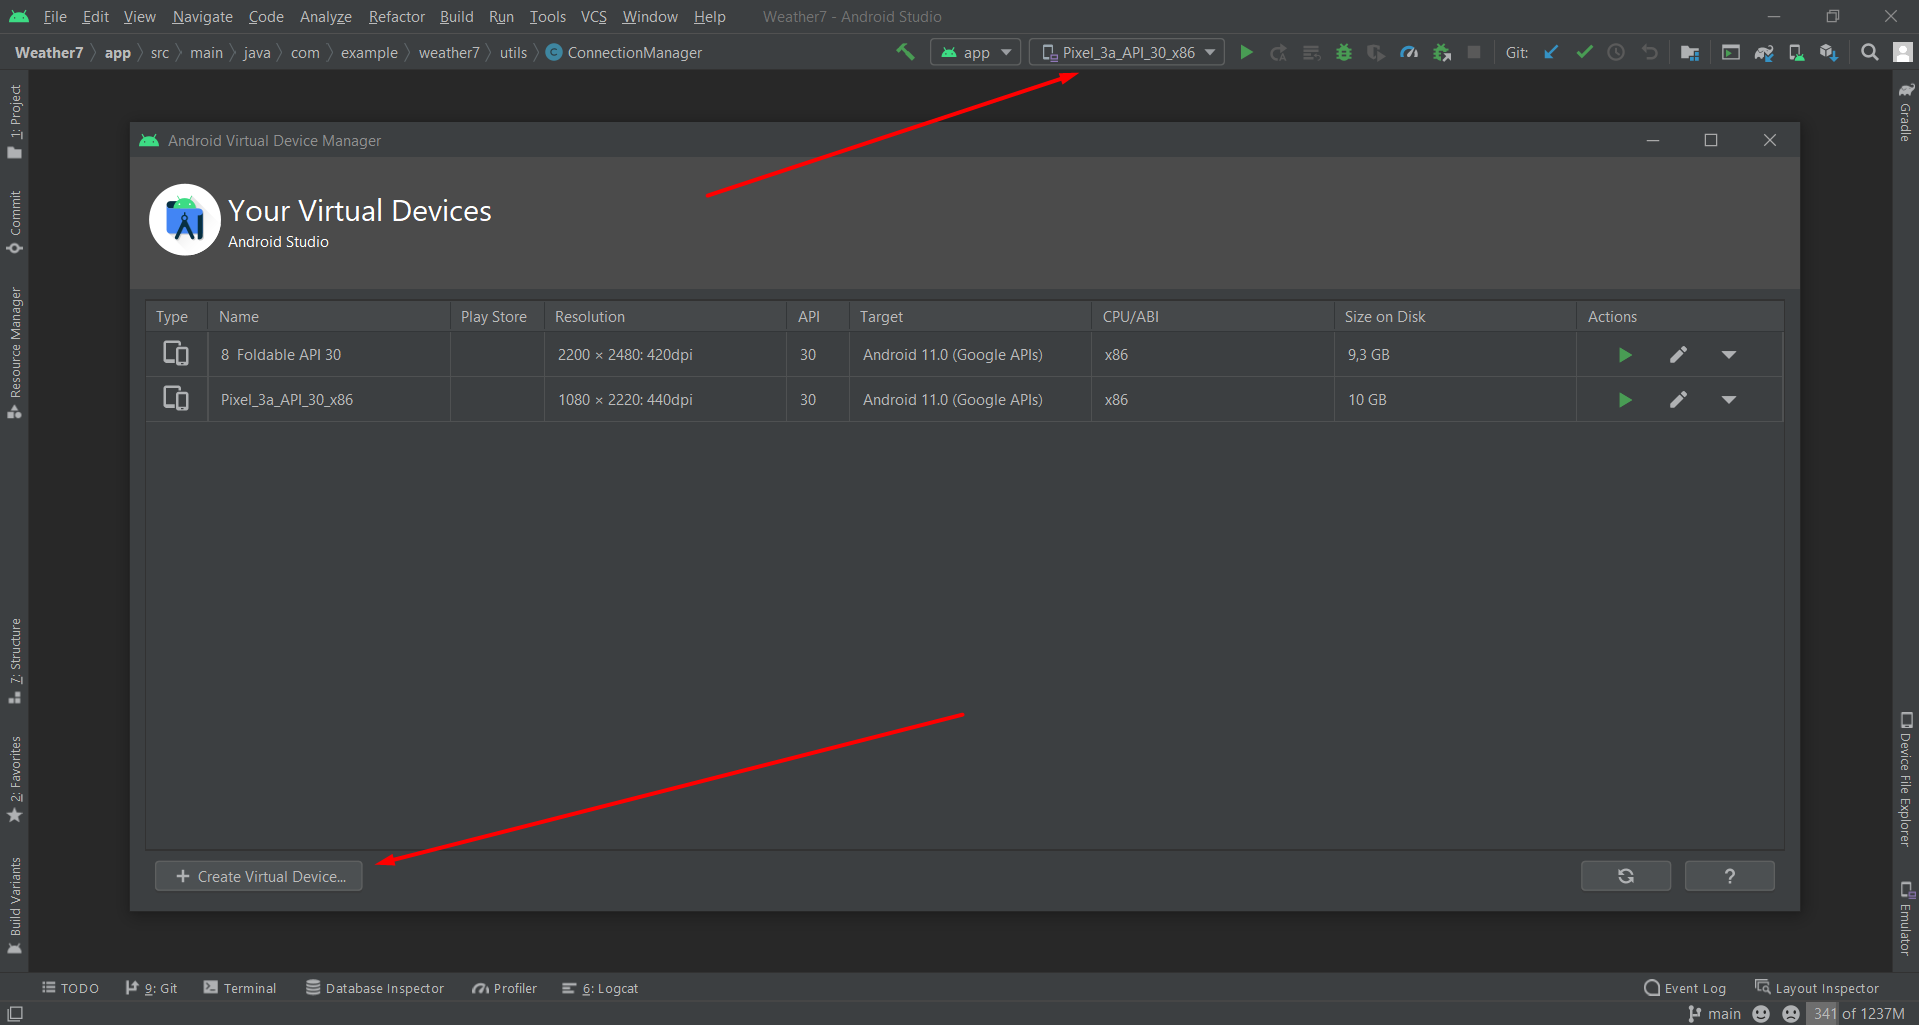 File Edit View Navigate Code Analyze Refactor Build Run Tools VCS Window Help Weather7 - Android Studio
Weather7 app src main java com example weather7 utils C ConnectionManager app Pixel_3a_API_30_x86 Git:
1: Project
Commit
Resource Manager
7: Structure
2: Favorites
Build Variants
Android Virtual Device Manager
Your Virtual Devices
Android Studio
Type Name Play Store Resolution API Target CPU/ABI Size on Disk Actions
8 Foldable API 30 2200 × 2480: 420dpi 30 Android 11.0 (Google APIs) x86 9,3 GB
Pixel_3a_API_30_x86 1080 × 2220: 440dpi 30 Android 11.0 (Google APIs) x86 10 GB
+ Create Virtual Device... ?
Gradle
Device File Explorer
Emulator
TODO 9: Git Terminal Database Inspector Profiler 6: Logcat Event Log Layout Inspector
main 341 of 1237M